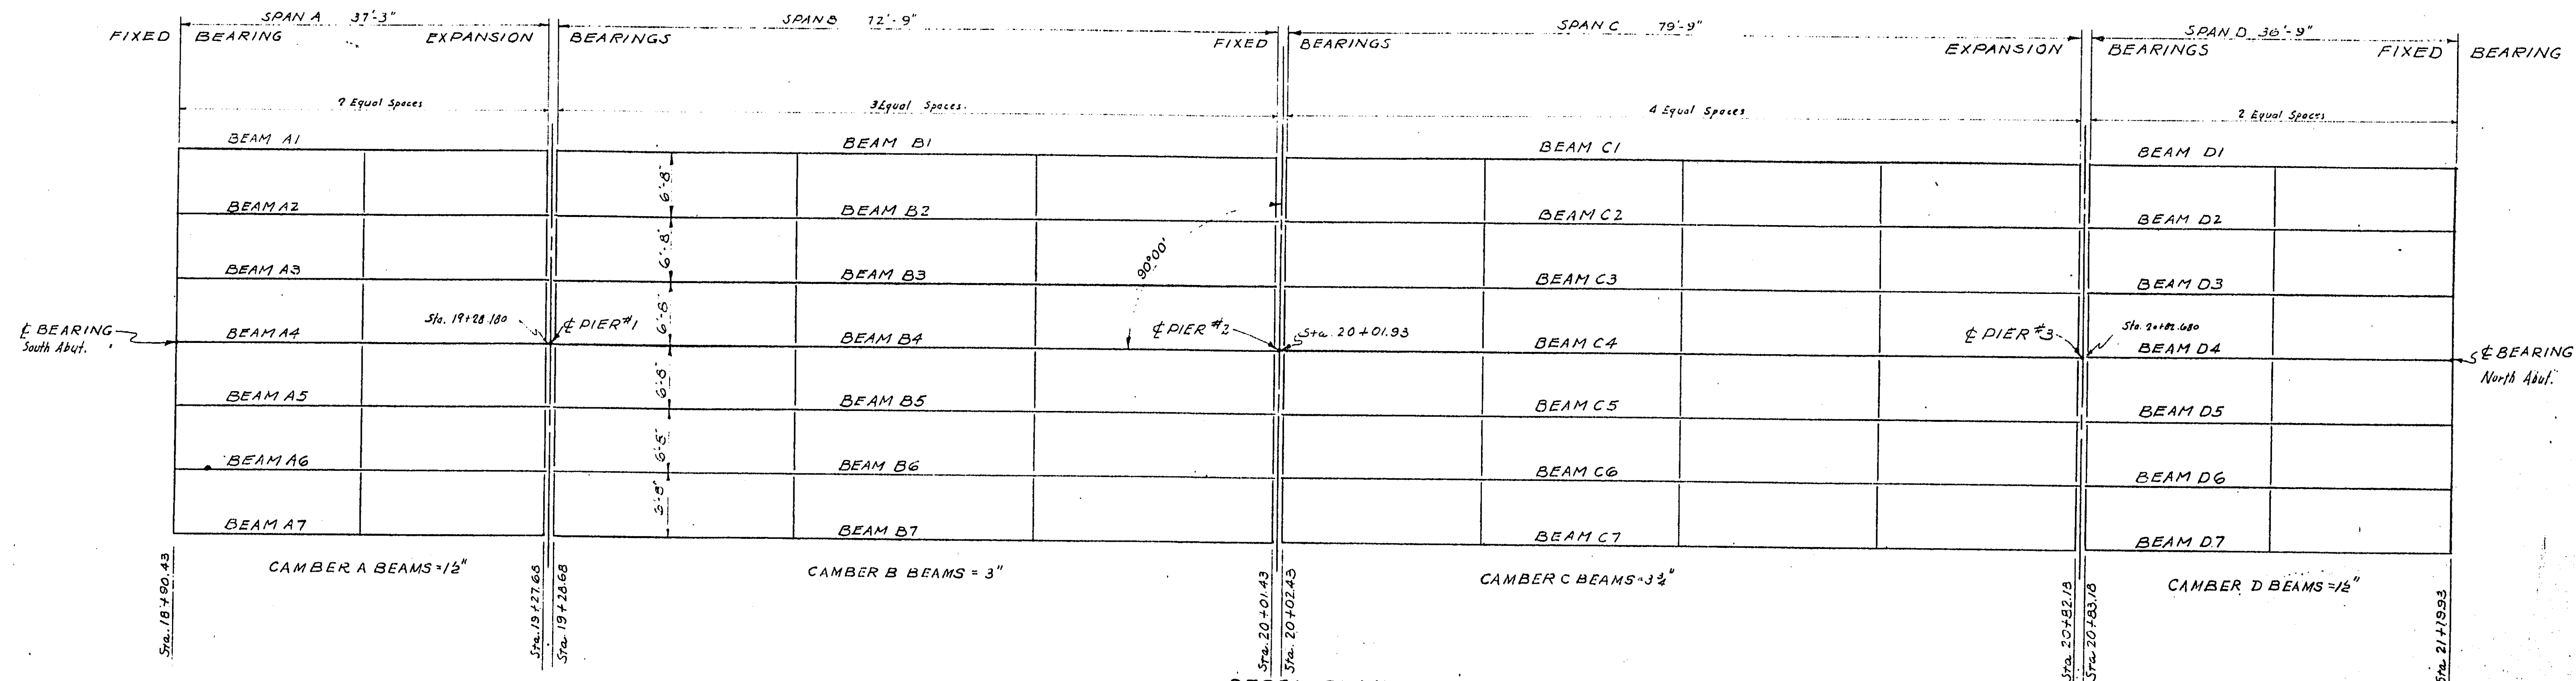 SPAN A 37'-3"
SPAN B 72'-9"
SPAN C 79'-9"
SPAN D 36'-9"
FIXED BEARING
EXPANSION BEARINGS
FIXED BEARINGS
EXPANSION BEARINGS
FIXED BEARING
2 Equal Spaces
3 Equal Spaces.
4 Equal Spaces
2 Equal Spaces
BEAM A1
BEAM B1
BEAM C1
BEAM D1
6'-8"
BEAM A2
BEAM B2
BEAM C2
BEAM D2
6'-8"
BEAM A3
BEAM B3
90°00'
BEAM C3
BEAM D3
6'-8"
℄ BEARING
South Abut.
BEAM A4
Sta. 19+28.180
℄ PIER #1
BEAM B4
℄ PIER #2
Sta. 20+01.93
BEAM C4
℄ PIER #3
Sta. 20+82.680
BEAM D4
℄ BEARING
North Abut.
6'-8"
BEAM A5
BEAM B5
BEAM C5
BEAM D5
6'-8"
BEAM A6
BEAM B6
BEAM C6
BEAM D6
6'-8"
BEAM A7
BEAM B7
BEAM C7
BEAM D7
CAMBER A BEAMS = 1½"
CAMBER B BEAMS = 3"
CAMBER C BEAMS = 3¾"
CAMBER D BEAMS = 1½"
Sta. 18+90.43
Sta. 19+27.68
Sta. 19+28.68
Sta. 20+01.43
Sta. 20+02.43
Sta. 20+82.18
Sta. 20+83.18
Sta. 21+19.93